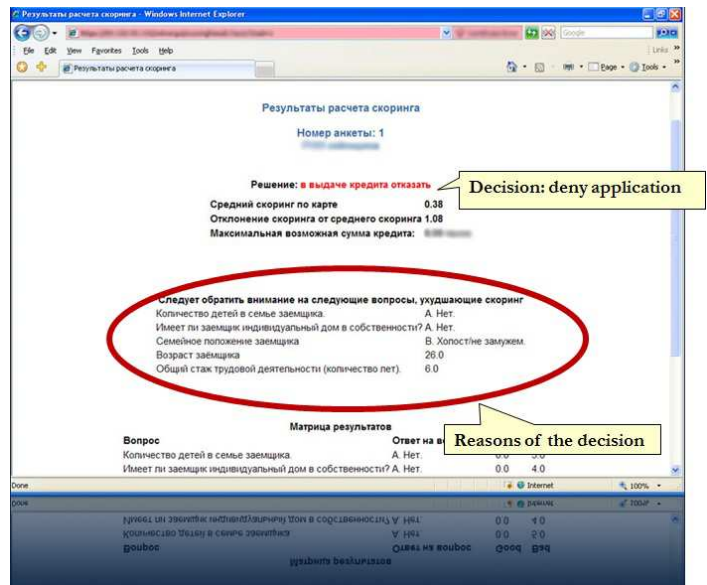 Результаты расчета скоринга - Windows Internet Explorer
Google
File Edit View Favorites Tools Help
Links »
Результаты расчета скоринга
Page Tools »
Результаты расчета скоринга
Номер анкеты: 1
Решение: в выдаче кредита отказать
Decision: deny application
Средний скоринг по карте 0.38
Отклонение скоринга от среднего скоринга 1.08
Максимальная возможная сумма кредита:
Следует обратить внимание на следующие вопросы, ухудшающие скоринг
Количество детей в семье заемщика. А. Нет.
Имеет ли заемщик индивидуальный дом в собственности? А. Нет.
Семейное положение заемщика В. Холост/не замужем.
Возраст заёмщика 26.0
Общий стаж трудовой деятельности (количество лет). 6.0
Матрица результатов
Reasons of the decision
Вопрос Ответ на
Количество детей в семье заемщика. А. Нет.
Имеет ли заемщик индивидуальный дом в собственности? А. Нет. 0.0 4.0
Done Internet 100%